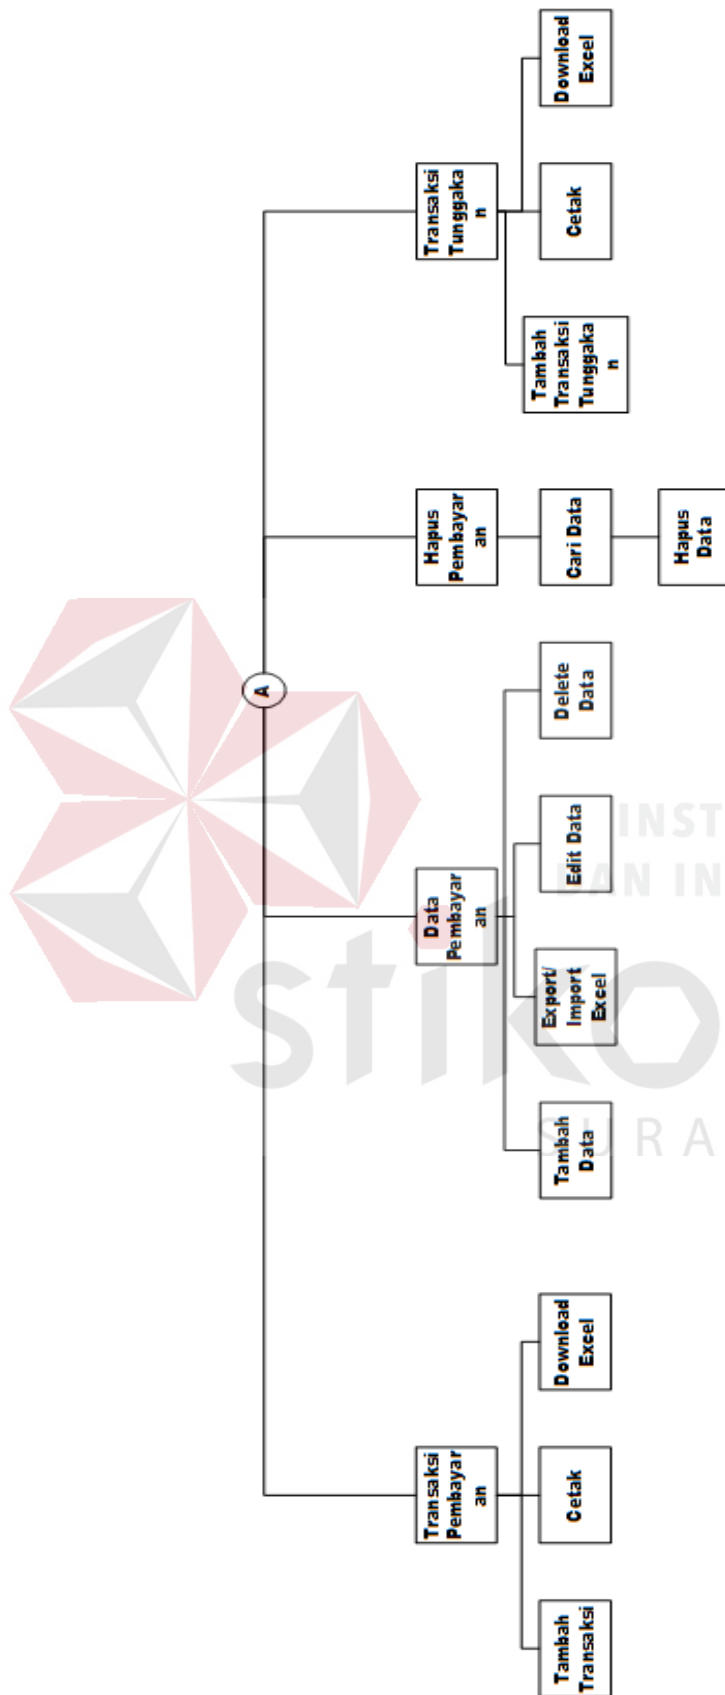 A
Transaksi
Pembayar
an
Tambah
Transaksi
Cetak
Download
Excel
Data
Pembayar
an
Tambah
Data
Export/
Import
Excel
Edit Data
Delete
Data
Hapus
Pembayar
an
Cari Data
Hapus
Data
Transaksi
Tunggaka
n
Tambah
Transaksi
Tunggaka
n
Cetak
Download
Excel
INST
DAN IN
stiko
SURA